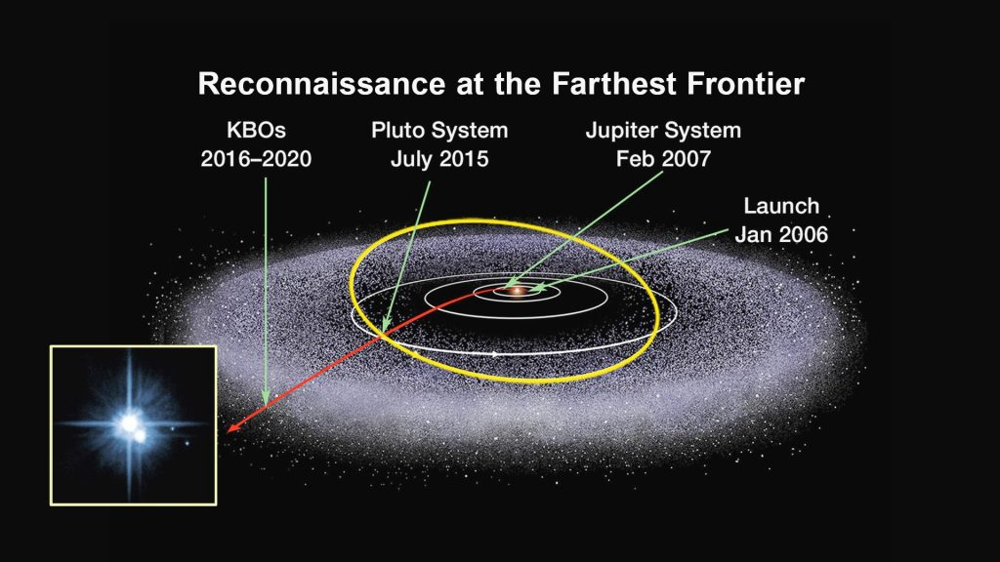 Reconnaissance at the Farthest Frontier
KBOs
2016–2020
Pluto System
July 2015
Jupiter System
Feb 2007
Launch
Jan 2006